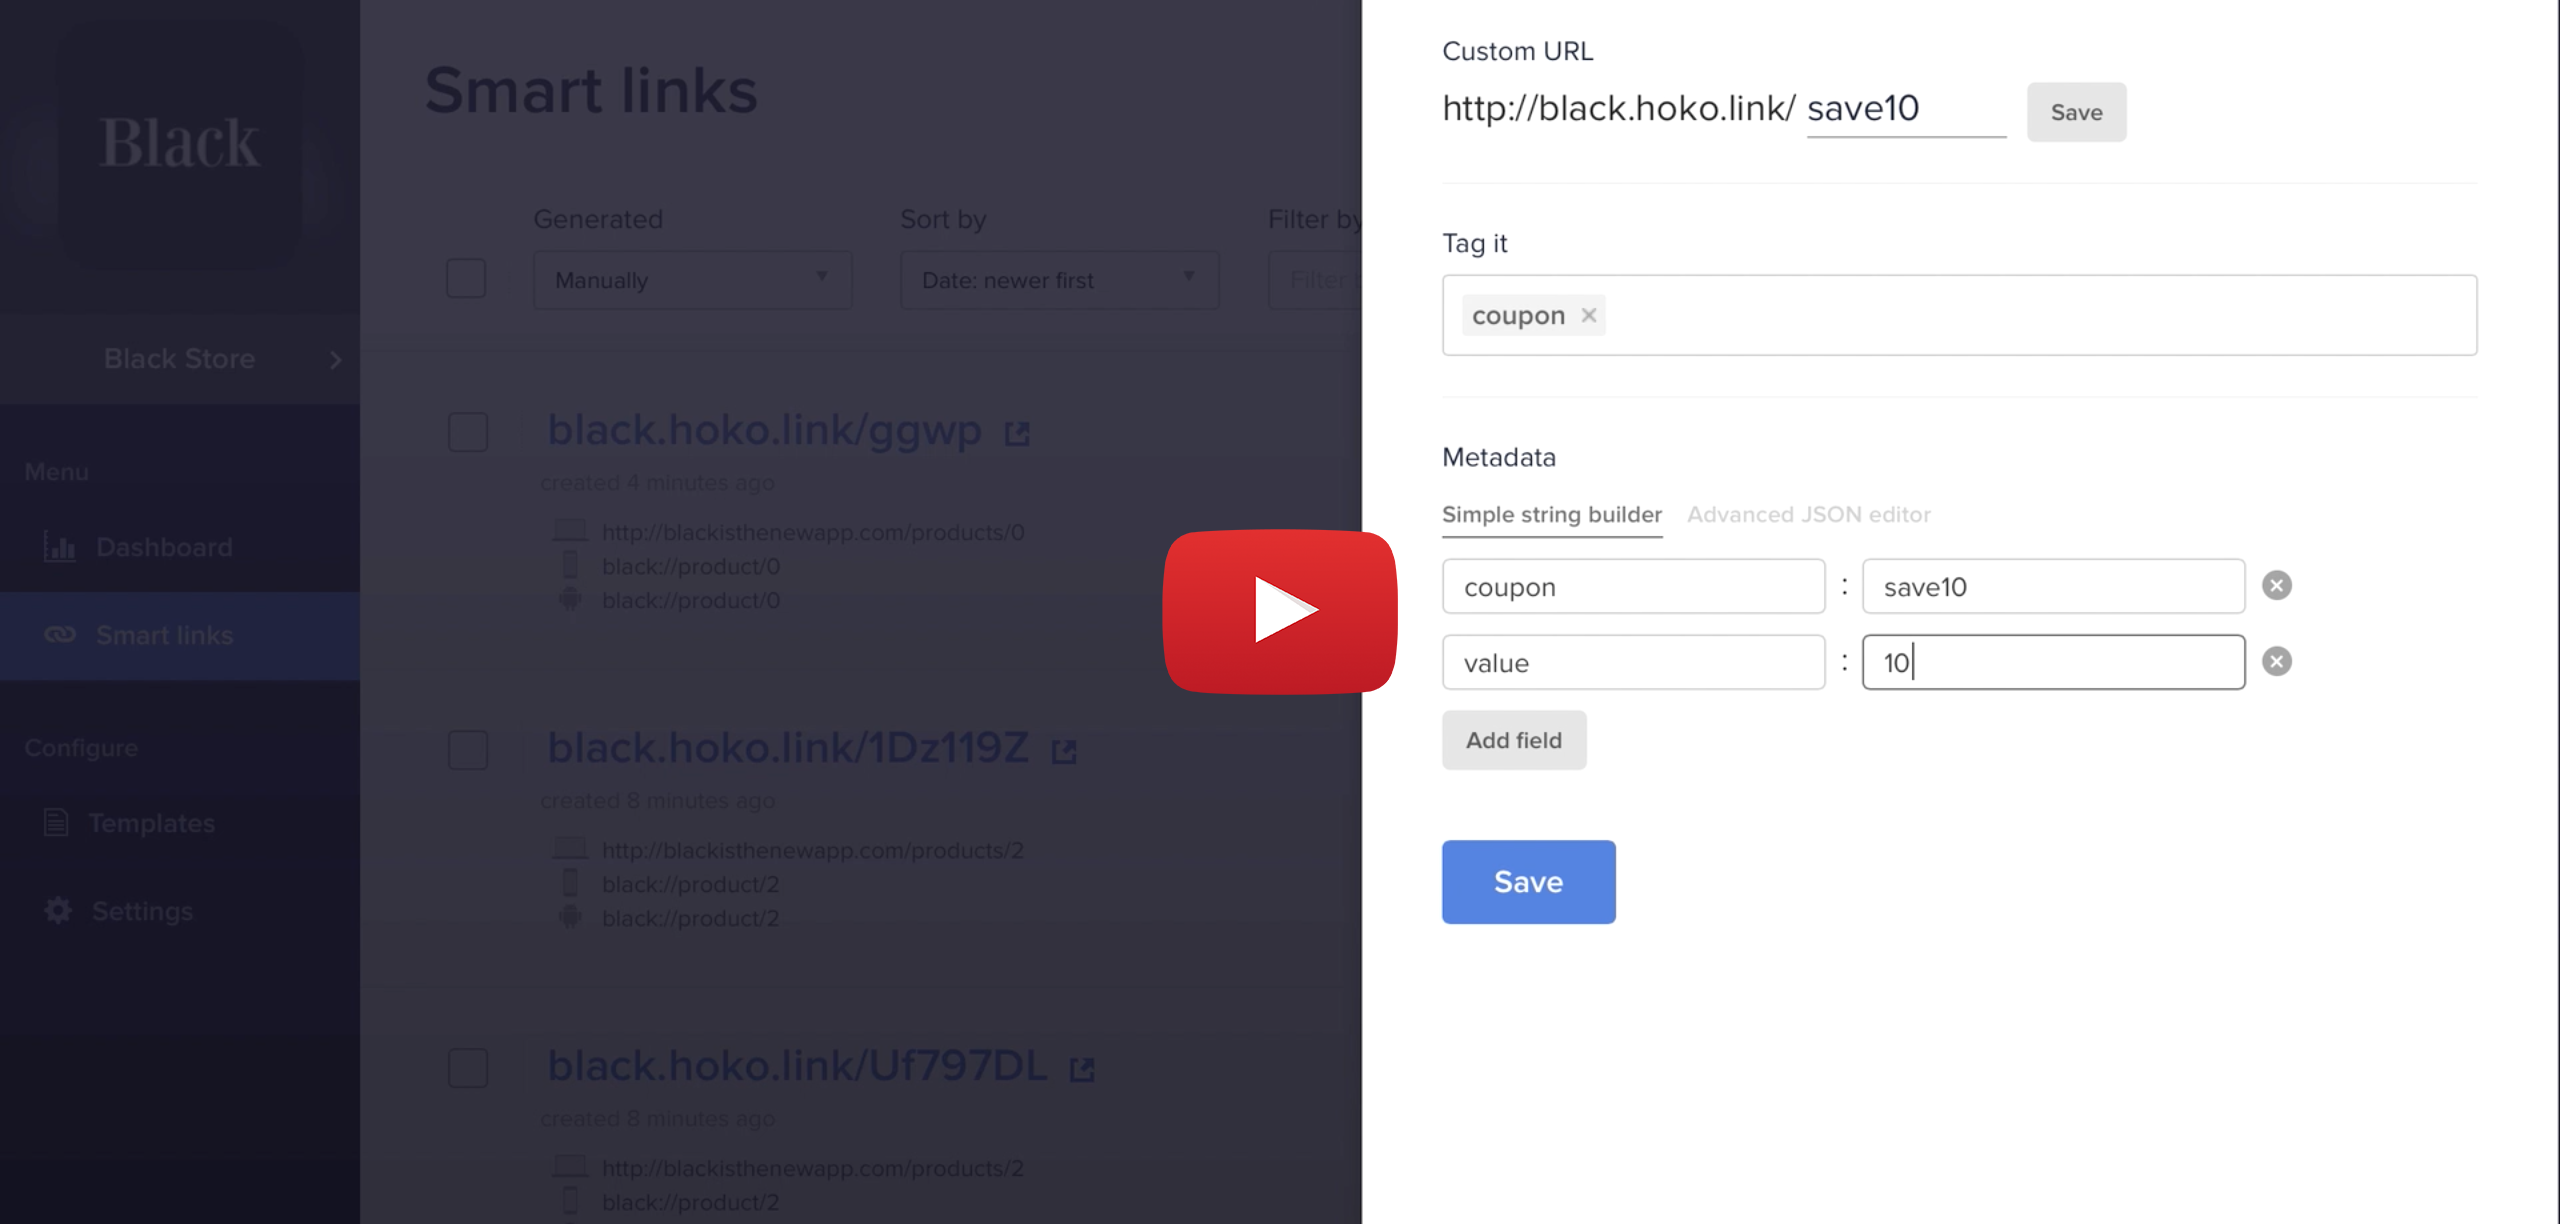 Black
Black Store
Menu
Dashboard
Smart links
Configure
Templates
Settings
Smart links
Generated
Sort by
Filter by
Manually
Date: newer first
Filter
black.hoko.link/ggwp
created 4 minutes ago
http://blackisthenewapp.com/products/0
black://product/0
black://product/0
black.hoko.link/1Dz119Z
created 8 minutes ago
http://blackisthenewapp.com/products/2
black://product/2
black://product/2
black.hoko.link/Uf797DL
created 8 minutes ago
http://blackisthenewapp.com/products/2
black://product/2
Custom URL
http://black.hoko.link/ save10 Save
Tag it
coupon
Metadata
Simple string builder Advanced JSON editor
coupon : save10
value : 10
Add field
Save